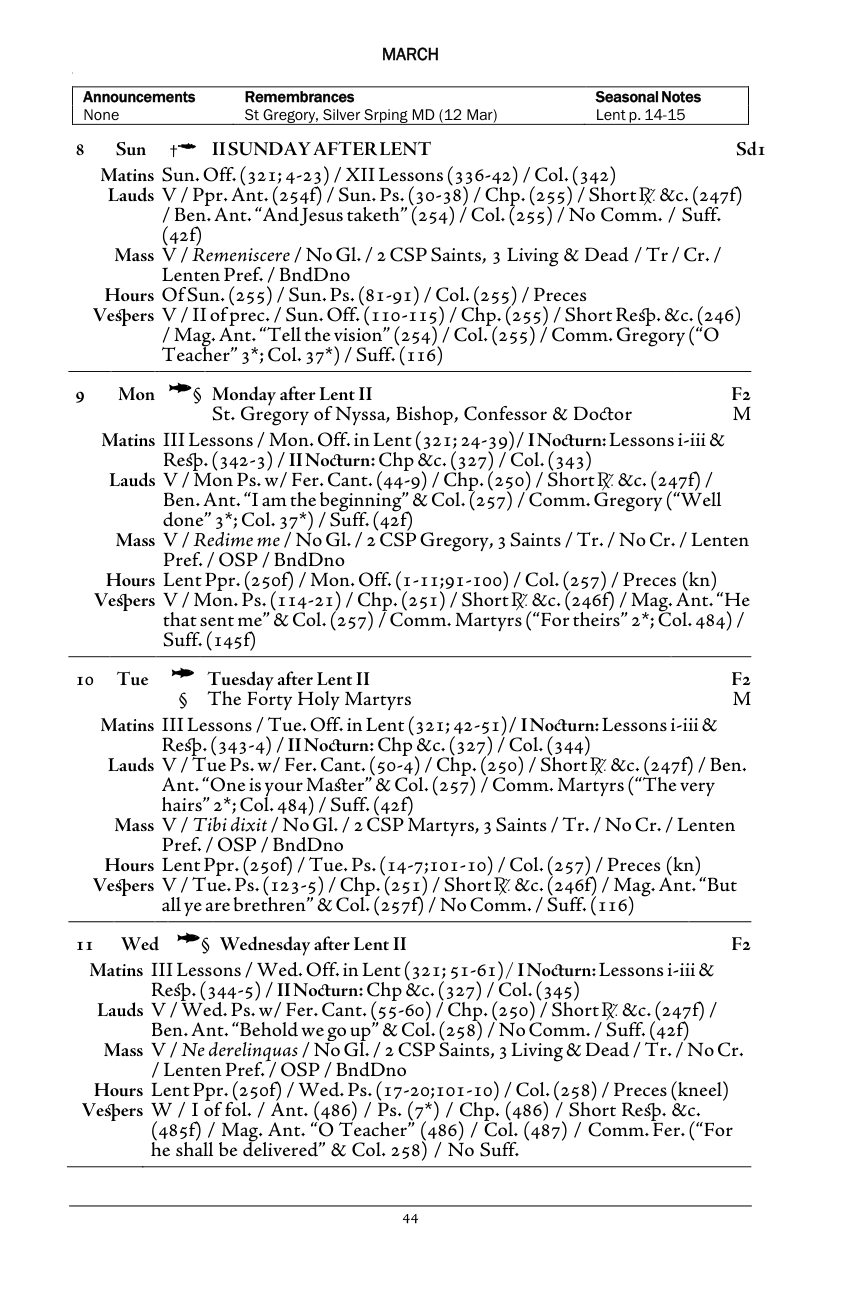 MARCH
Announcements Remembrances Seasonal Notes
None St Gregory, Silver Srping MD (12 Mar) Lent p. 14-15
8 Sun † II SUNDAY AFTER LENT Sd1
Matins Sun. Off. (321; 4-23) / XII Lessons (336-42) / Col. (342)
Lauds V / Ppr. Ant. (254f) / Sun. Ps. (30-38) / Chp. (255) / Short ℟. &c. (247f)
/ Ben. Ant. “And Jesus taketh” (254) / Col. (255) / No Comm. / Suff.
(42f)
Mass V / Remeniscere / No Gl. / 2 CSP Saints, 3 Living & Dead / Tr / Cr. /
Lenten Pref. / BndDno
Hours Of Sun. (255) / Sun. Ps. (81-91) / Col. (255) / Preces
Vespers V / II of prec. / Sun. Off. (110-115) / Chp. (255) / Short Resp. &c. (246)
/ Mag. Ant. “Tell the vision” (254) / Col. (255) / Comm. Gregory (“O
Teacher” 3*; Col. 37*) / Suff. (116)
9 Mon § Monday after Lent II F2
St. Gregory of Nyssa, Bishop, Confessor & Doctor M
Matins III Lessons / Mon. Off. in Lent (321; 24-39)/ I Nocturn: Lessons i-iii &
Resp. (342-3) / II Nocturn: Chp &c. (327) / Col. (343)
Lauds V / Mon Ps. w/ Fer. Cant. (44-9) / Chp. (250) / Short ℟. &c. (247f) /
Ben. Ant. “I am the beginning” & Col. (257) / Comm. Gregory (“Well
done” 3*; Col. 37*) / Suff. (42f)
Mass V / Redime me / No Gl. / 2 CSP Gregory, 3 Saints / Tr. / No Cr. / Lenten
Pref. / OSP / BndDno
Hours Lent Ppr. (250f) / Mon. Off. (1-11;91-100) / Col. (257) / Preces (kn)
Vespers V / Mon. Ps. (114-21) / Chp. (251) / Short ℟. &c. (246f) / Mag. Ant. “He
that sent me” & Col. (257) / Comm. Martyrs (“For theirs” 2*; Col. 484) /
Suff. (145f)
10 Tue Tuesday after Lent II F2
§ The Forty Holy Martyrs M
Matins III Lessons / Tue. Off. in Lent (321; 42-51)/ I Nocturn: Lessons i-iii &
Resp. (343-4) / II Nocturn: Chp &c. (327) / Col. (344)
Lauds V / Tue Ps. w/ Fer. Cant. (50-4) / Chp. (250) / Short ℟. &c. (247f) / Ben.
Ant. “One is your Master” & Col. (257) / Comm. Martyrs (“The very
hairs” 2*; Col. 484) / Suff. (42f)
Mass V / Tibi dixit / No Gl. / 2 CSP Martyrs, 3 Saints / Tr. / No Cr. / Lenten
Pref. / OSP / BndDno
Hours Lent Ppr. (250f) / Tue. Ps. (14-7;101-10) / Col. (257) / Preces (kn)
Vespers V / Tue. Ps. (123-5) / Chp. (251) / Short ℟. &c. (246f) / Mag. Ant. “But
all ye are brethren” & Col. (257f) / No Comm. / Suff. (116)
11 Wed § Wednesday after Lent II F2
Matins III Lessons / Wed. Off. in Lent (321; 51-61)/ I Nocturn: Lessons i-iii &
Resp. (344-5) / II Nocturn: Chp &c. (327) / Col. (345)
Lauds V / Wed. Ps. w/ Fer. Cant. (55-60) / Chp. (250) / Short ℟. &c. (247f) /
Ben. Ant. “Behold we go up” & Col. (258) / No Comm. / Suff. (42f)
Mass V / Ne derelinquas / No Gl. / 2 CSP Saints, 3 Living & Dead / Tr. / No Cr.
/ Lenten Pref. / OSP / BndDno
Hours Lent Ppr. (250f) / Wed. Ps. (17-20;101-10) / Col. (258) / Preces (kneel)
Vespers W / I of fol. / Ant. (486) / Ps. (7*) / Chp. (486) / Short Resp. &c.
(485f) / Mag. Ant. “O Teacher” (486) / Col. (487) / Comm. Fer. (“For
he shall be delivered” & Col. 258) / No Suff.
44